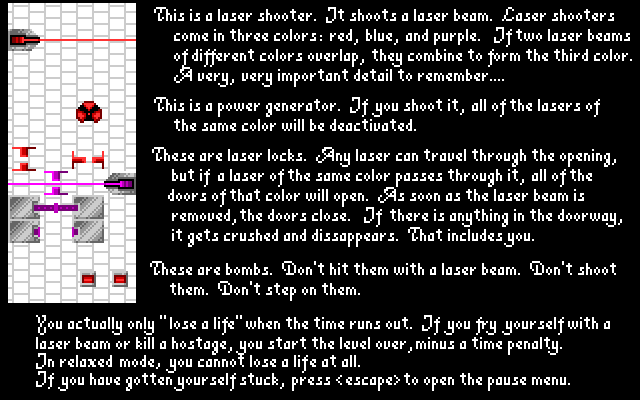 This is a laser shooter. It shoots a laser beam. Laser shooters
come in three colors: red, blue, and purple. If two laser beams
of different colors overlap, they combine to form the third color.
A very, very important detail to remember....
This is a power generator. If you shoot it, all of the lasers of
the same color will be deactivated.
These are laser locks. Any laser can travel through the opening,
but if a laser of the same color passes through it, all of the
doors of that color will open. As soon as the laser beam is
removed, the doors close. If there is anything in the doorway,
it gets crushed and dissappears. That includes you.
These are bombs. Don't hit them with a laser beam. Don't shoot
them. Don't step on them.
You actually only "lose a life" when the time runs out. If you fry yourself with a
laser beam or kill a hostage, you start the level over, minus a time penalty.
In relaxed mode, you cannot lose a life at all.
If you have gotten yourself stuck, press <escape> to open the pause menu.